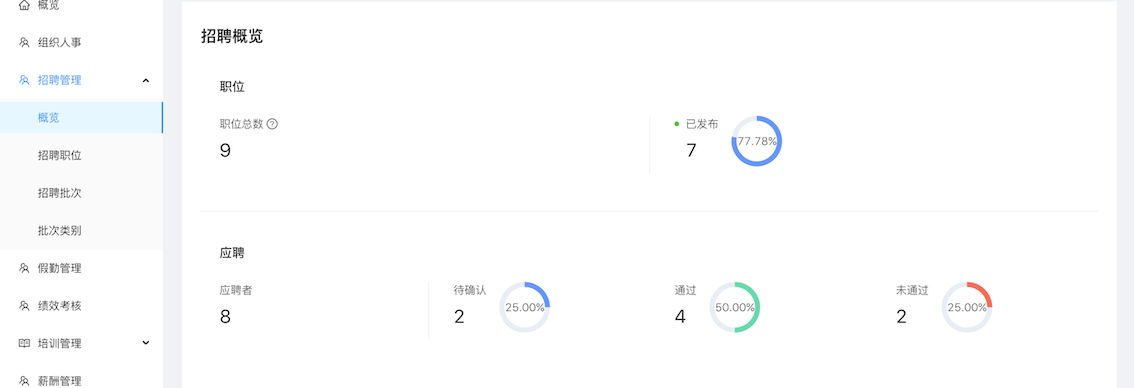 概览
组织人事
招聘管理
概览
招聘职位
招聘批次
批次类别
假勤管理
绩效考核
培训管理
薪酬管理
招聘概览
职位
职位总数
9
已发布
7
77.78%
应聘
应聘者
8
待确认
2
25.00%
通过
4
50.00%
未通过
2
25.00%